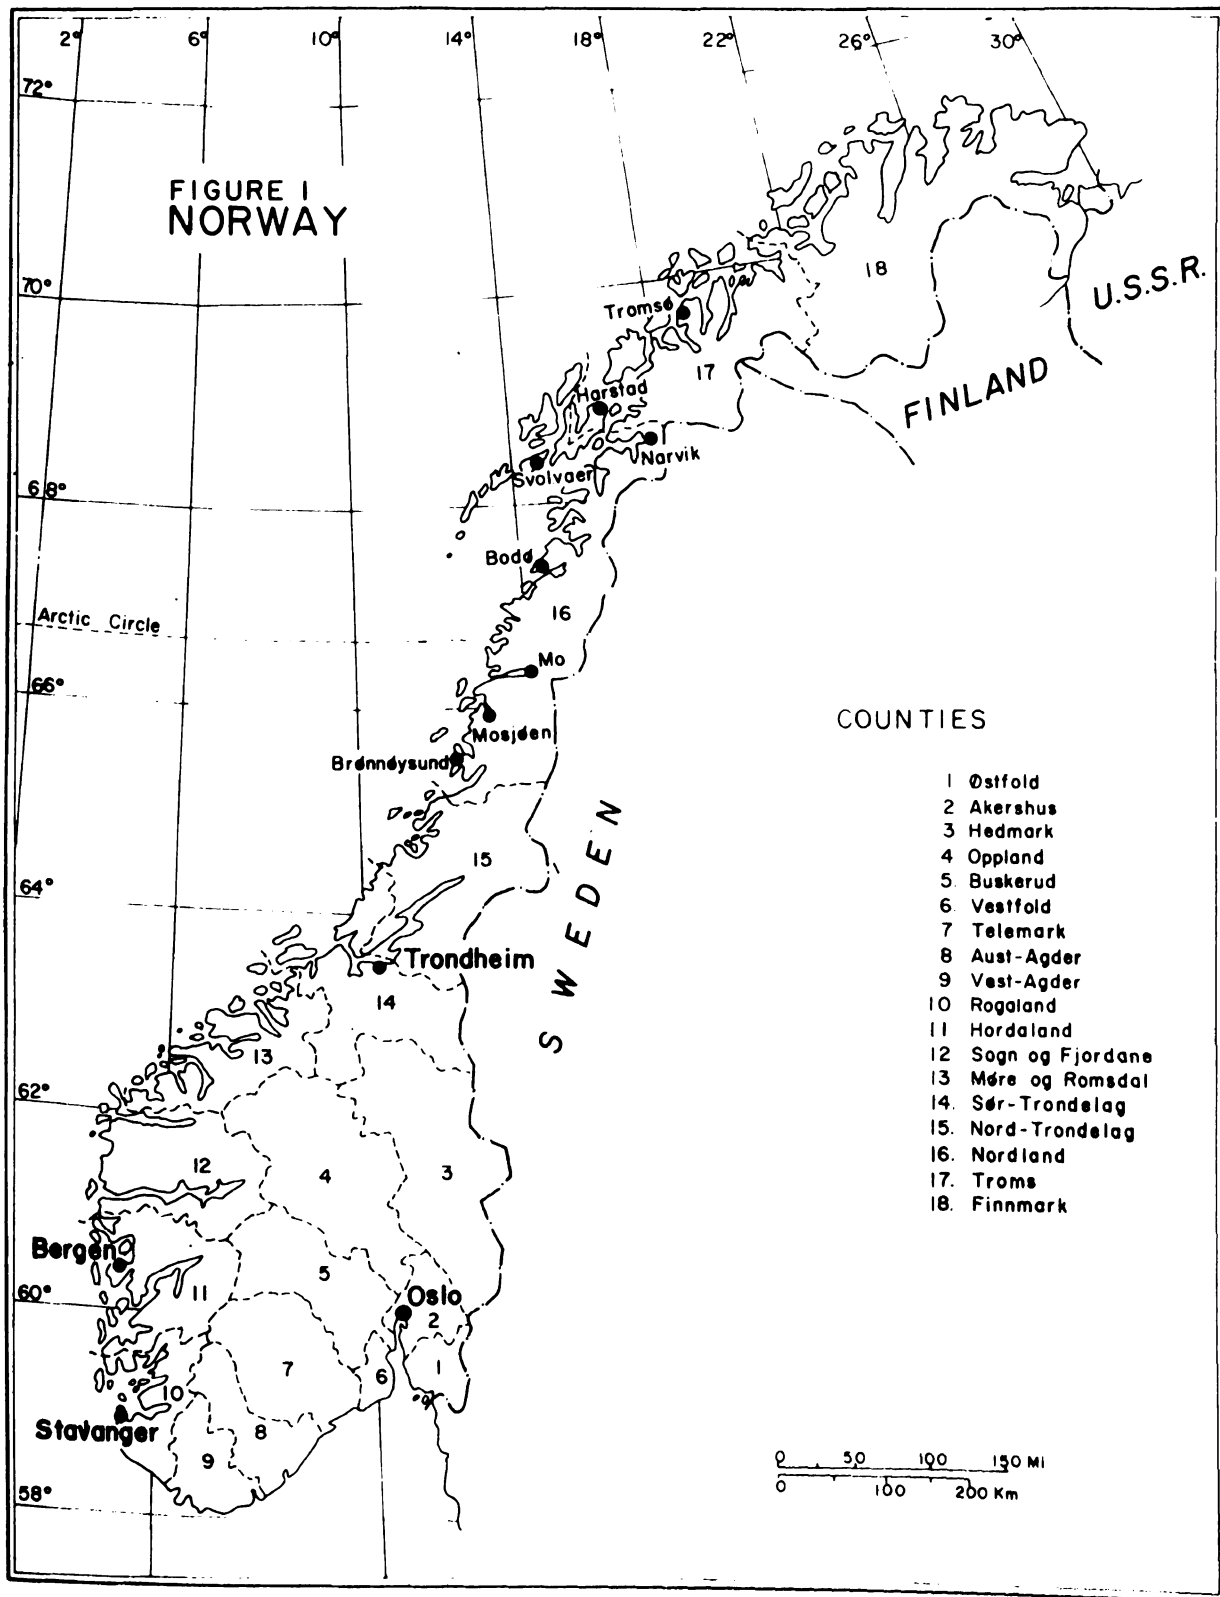 2° 6° 10° 14° 18° 22° 26° 30°
72°
FIGURE 1
NORWAY
18
U.S.S.R.
70°
Tromsø
17
FINLAND
Harstad
Narvik
Svolvaer
68°
Bodø
16
Arctic Circle
Mo
66°
COUNTIES
Mosjøen
Brønnøysund
1 Østfold
2 Akershus
3 Hedmark
4 Oppland
5. Buskerud
6. Vestfold
7 Telemark
8 Aust-Agder
9 Vest-Agder
10 Rogaland
11 Hordaland
12 Sogn og Fjordane
13 Møre og Romsdal
14. Sør-Trondelag
15. Nord-Trondelag
16. Nordland
17. Troms
18. Finnmark
SWEDEN
15
64°
Trondheim
14
13
62°
12
4
3
Bergen
5
11
60°
Oslo
2
7
6
1
10
Stavanger
8
9
58°
0 50 100 150 Mi
0 100 200 Km